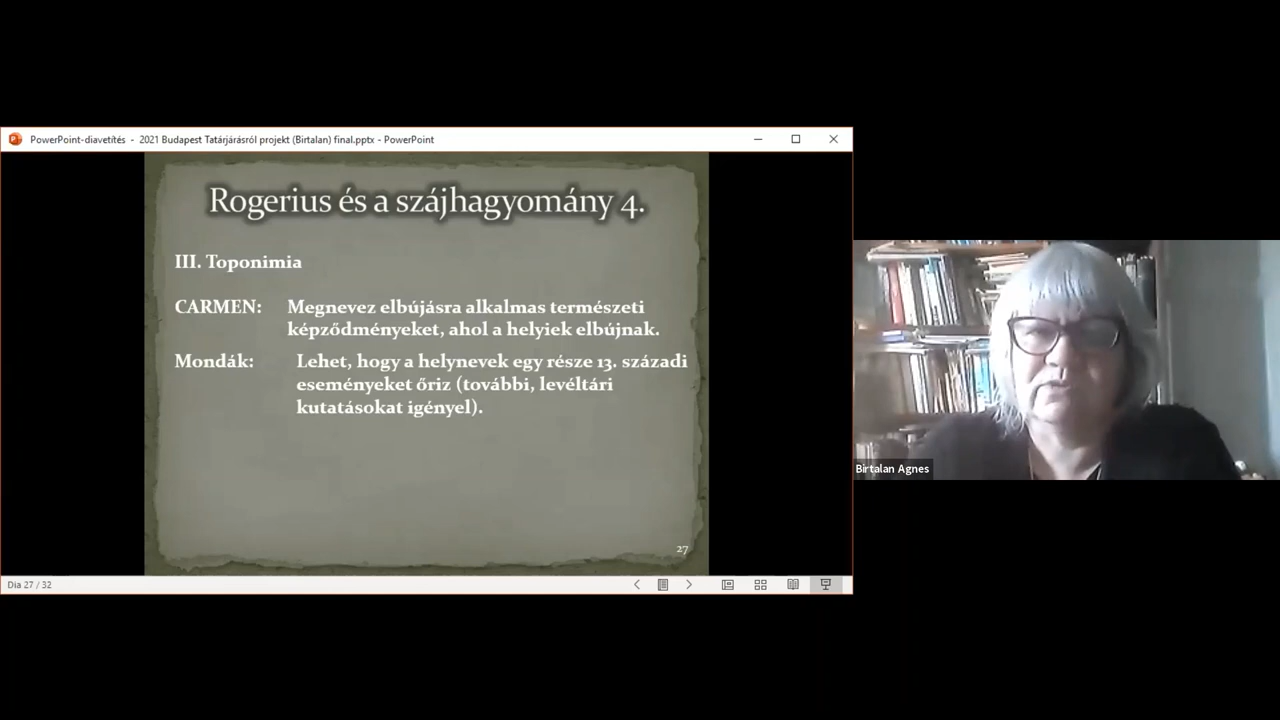 PowerPoint-diavetítés - 2021 Budapest Tatárjárásról projekt (Birtalan) final.pptx - PowerPoint
Rogerius és a szájhagyomány 4.
III. Toponimia
CARMEN: Megnevez elbújásra alkalmas természeti
képződményeket, ahol a helyiek elbújnak.
Mondák: Lehet, hogy a helynevek egy része 13. századi
eseményeket őriz (további, levéltári
kutatásokat igényel).
27
Dia 27 / 32
Birtalan Agnes